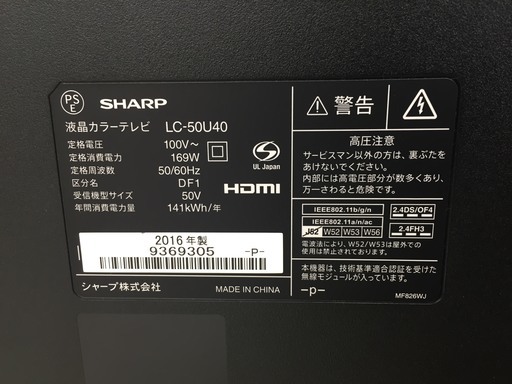 PS
E
SHARP
液晶カラーテレビ LC-50U40
定格電圧 100V~
定格消費電力 169W
定格周波数 50/60Hz
区分名 DF1
受信機型サイズ 50V
年間消費電力量 141kWh/年
S
UL Japan
HDMI
2016年製
9369305 -P-
シャープ株式会社 MADE IN CHINA
警告
高圧注意
サービスマン以外の方は、裏ぶたを
あけないでください。
内部には高電圧部分が数多くあり、
万一さわると危険です。
IEEE802.11b/g/n 2.4DS/OF4
IEEE802.11a/n/ac
J52 W52 W53 W56 2.4FH3
電波法により、W52/W53は屋外での
使用は禁止されています。
本機器は、技術基準適合認証を受けた
無線モジュールが入っています。
-p-
MF826WJ